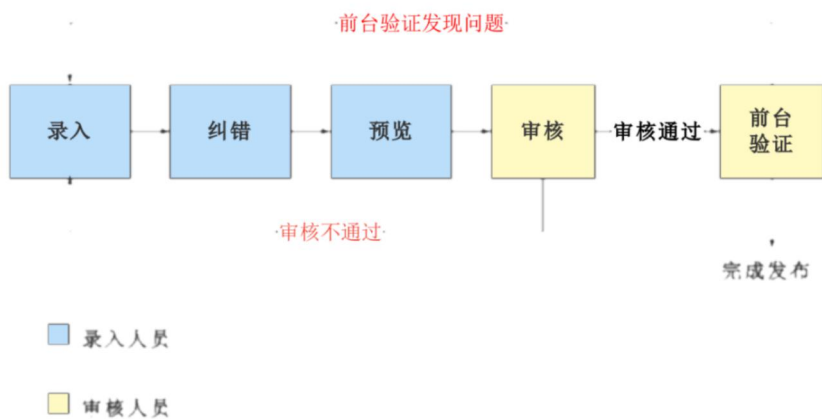 前台验证发现问题
录入
纠错
预览
审核
审核通过
前台
验证
审核不通过
完成发布
录入人员
审核人员